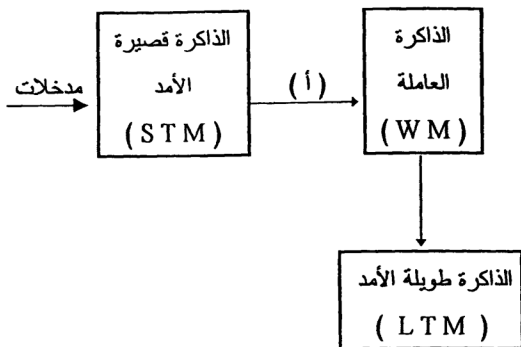 الذاكرة قصيرة
الأمد
(STM)
مدخلات
(أ)
الذاكرة
العاملة
(WM)
الذاكرة طويلة الأمد
(LTM)